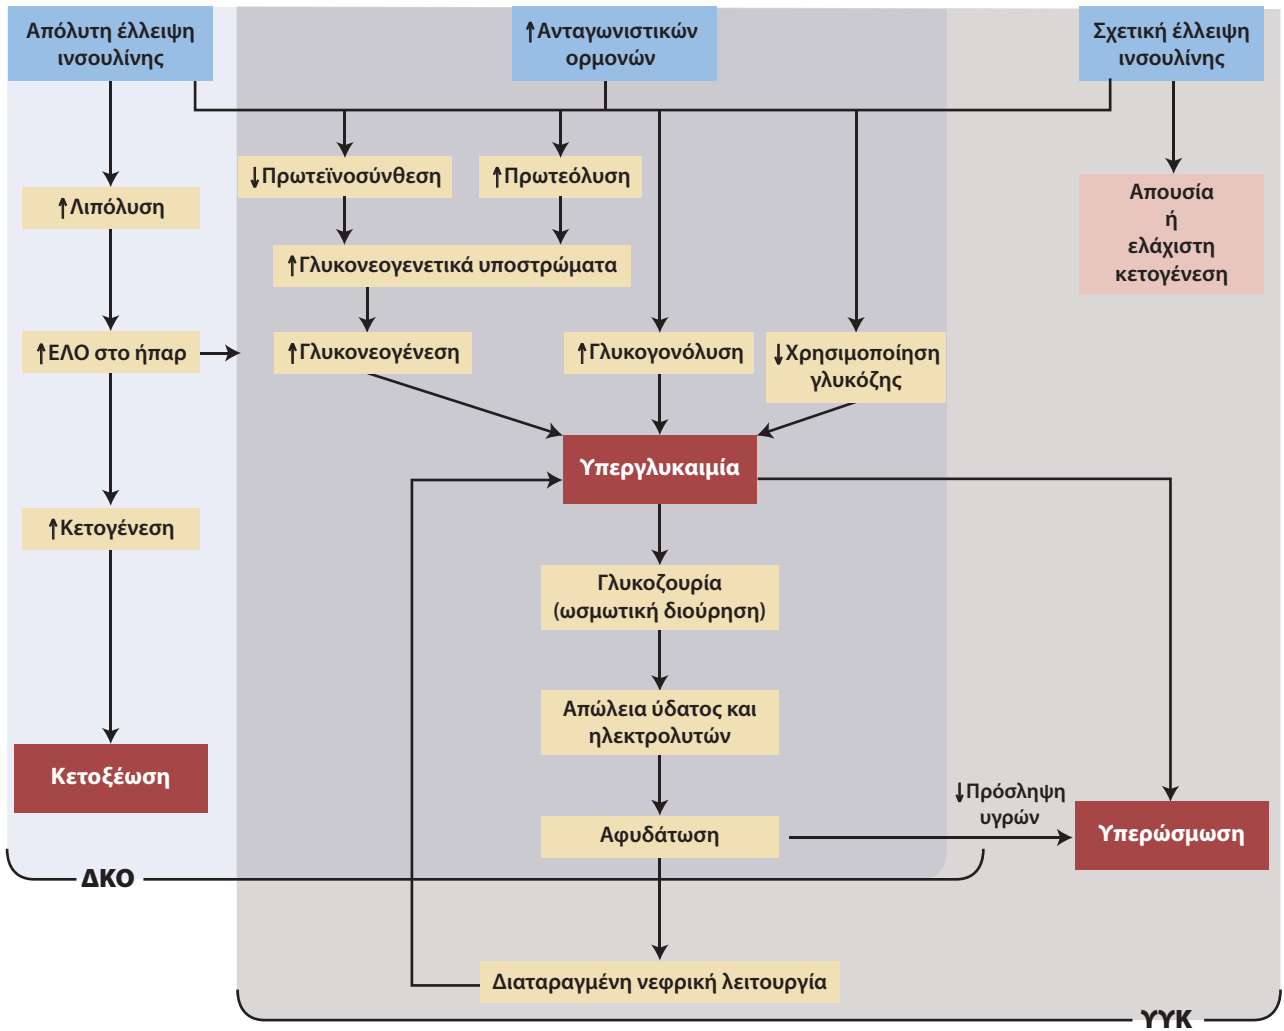 Απόλυτη έλλειψη
ινσουλίνης
↑Ανταγωνιστικών
ορμονών
Σχετική έλλειψη
ινσουλίνης
↓Πρωτεϊνοσύνθεση
↑Πρωτεόλυση
↑Λιπόλυση
Απουσία
ή
ελάχιστη
κετογένεση
↑Γλυκονεογενετικά υποστρώματα
↑ΕΛΟ στο ήπαρ
↑Γλυκονεογένεση
↑Γλυκογονόλυση
↓Χρησιμοποίηση
γλυκόζης
Υπεργλυκαιμία
↑Κετογένεση
Γλυκοζουρία
(ωσμωτική διούρηση)
Απώλεια ύδατος και
ηλεκτρολυτών
Κετοξέωση
↓Πρόσληψη
υγρών
Αφυδάτωση
Υπερώσμωση
ΔΚΟ
Διαταραγμένη νεφρική λειτουργία
ΥΥΚ